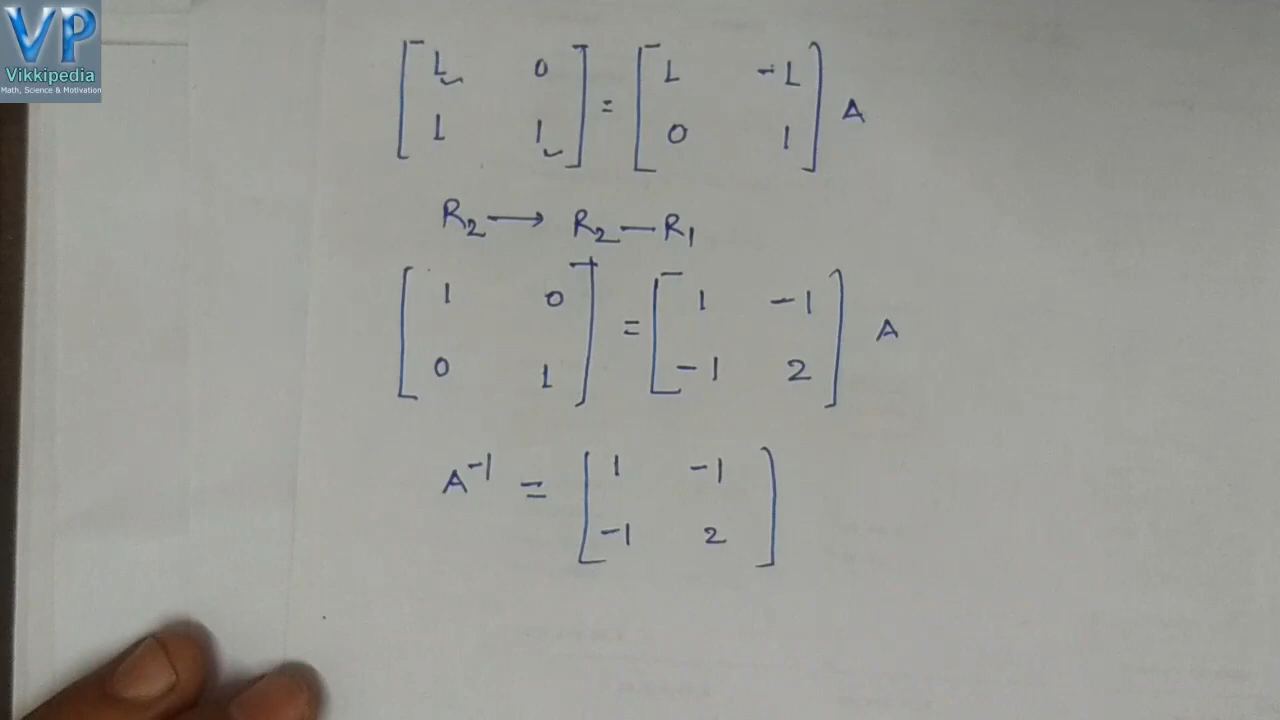 VP
Vikkipedia
Math, Science & Motivation
[1 0] = [1 -1] A
[1 1] [0 1]
R₂ → R₂ — R₁
[1 0] = [1 -1] A
[0 1] [-1 2]
A⁻¹ = [1 -1]
[-1 2]